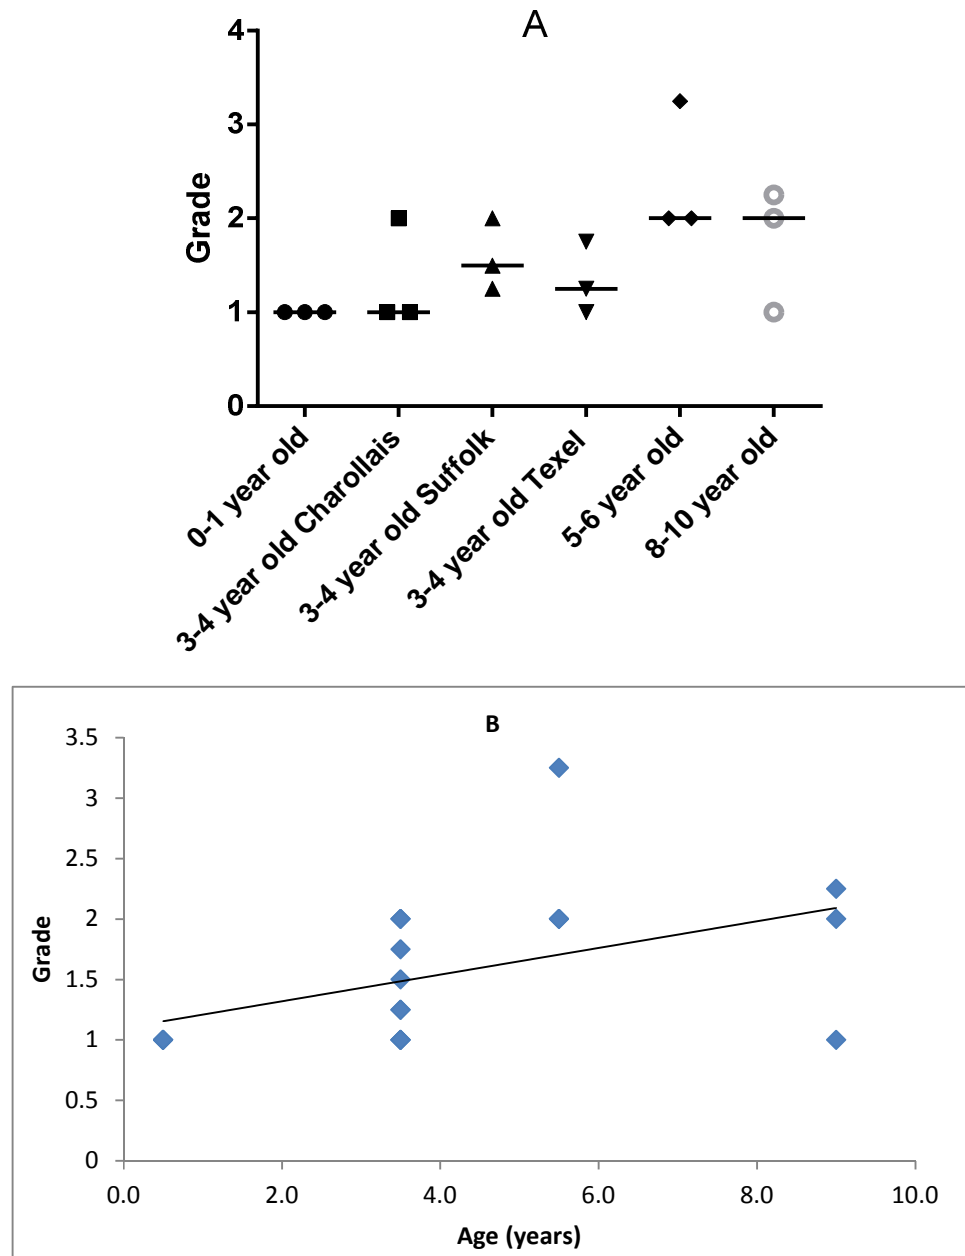 A
4
3
2
1
0
Grade
0-1 year old
3-4 year old Charollais
3-4 year old Suffolk
3-4 year old Texel
5-6 year old
8-10 year old
B
3.5
3
2.5
2
1.5
1
0.5
0
Grade
0.0 2.0 4.0 6.0 8.0 10.0
Age (years)